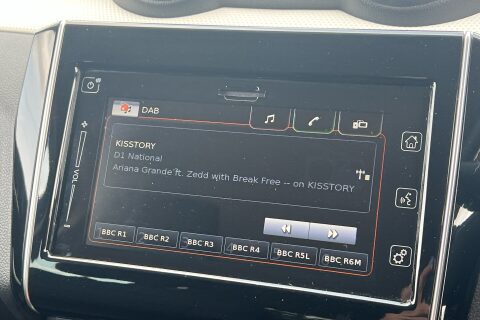 DAB
KISSTORY
D1 National
Ariana Grande ft. Zedd with Break Free -- on KISSTORY
VOL
BBC R1 BBC R2 BBC R3 BBC R4 BBC R5L BBC R6M